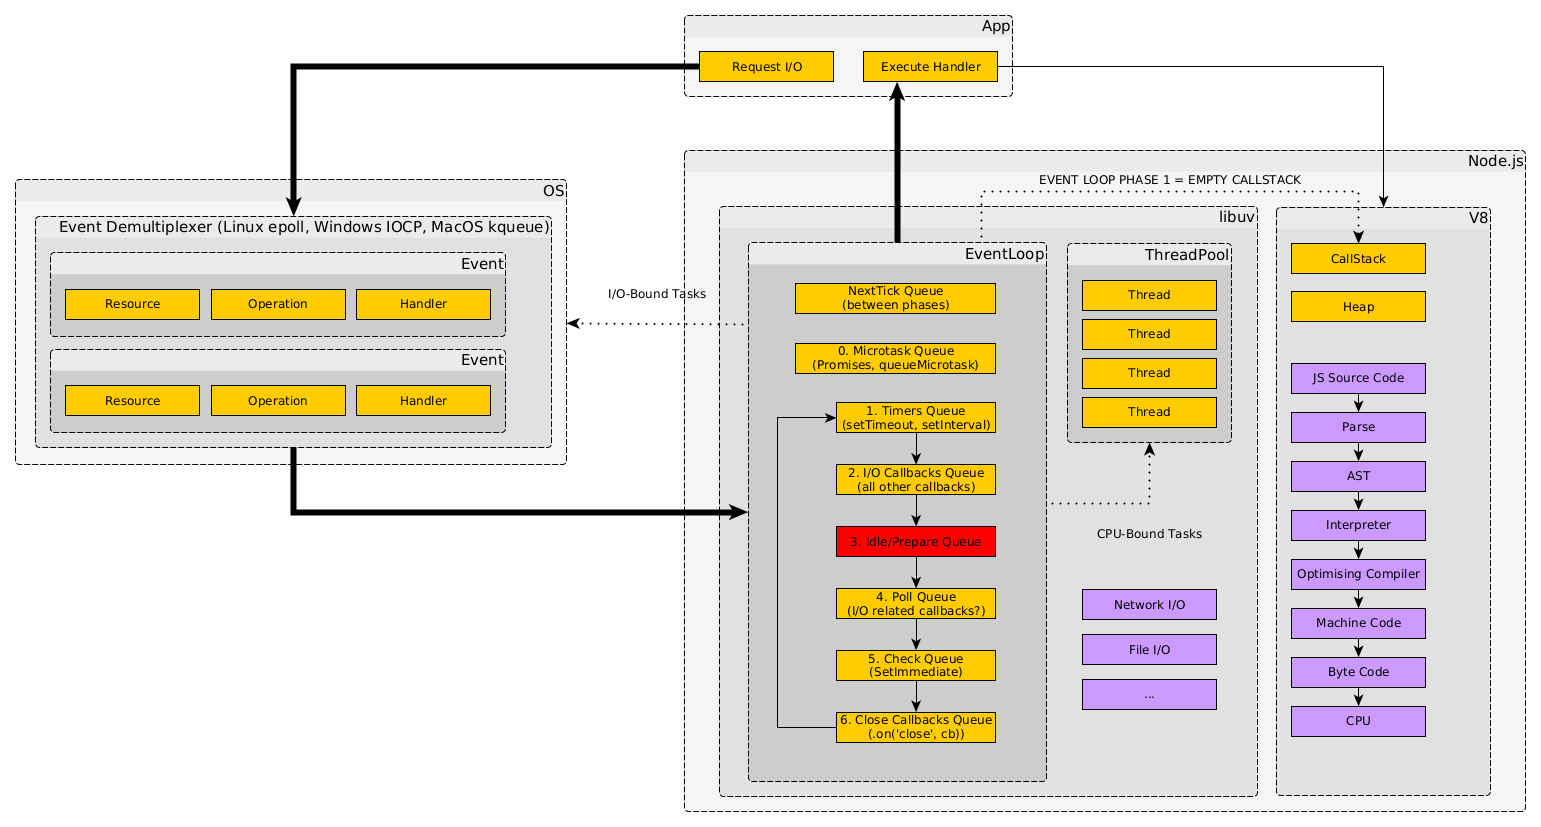 App
Request I/O
Execute Handler
Node.js
EVENT LOOP PHASE 1 = EMPTY CALLSTACK
OS
Event Demultiplexer (Linux epoll, Windows IOCP, MacOS kqueue)
Event
Resource
Operation
Handler
Event
Resource
Operation
Handler
I/O-Bound Tasks
libuv
EventLoop
NextTick Queue
(between phases)
0. Microtask Queue
(Promises, queueMicrotask)
1. Timers Queue
(setTimeout, setInterval)
2. I/O Callbacks Queue
(all other callbacks)
3. Idle/Prepare Queue
4. Poll Queue
(I/O related callbacks?)
5. Check Queue
(SetImmediate)
6. Close Callbacks Queue
(.on('close', cb))
ThreadPool
Thread
Thread
Thread
Thread
CPU-Bound Tasks
Network I/O
File I/O
...
V8
CallStack
Heap
JS Source Code
Parse
AST
Interpreter
Optimising Compiler
Machine Code
Byte Code
CPU